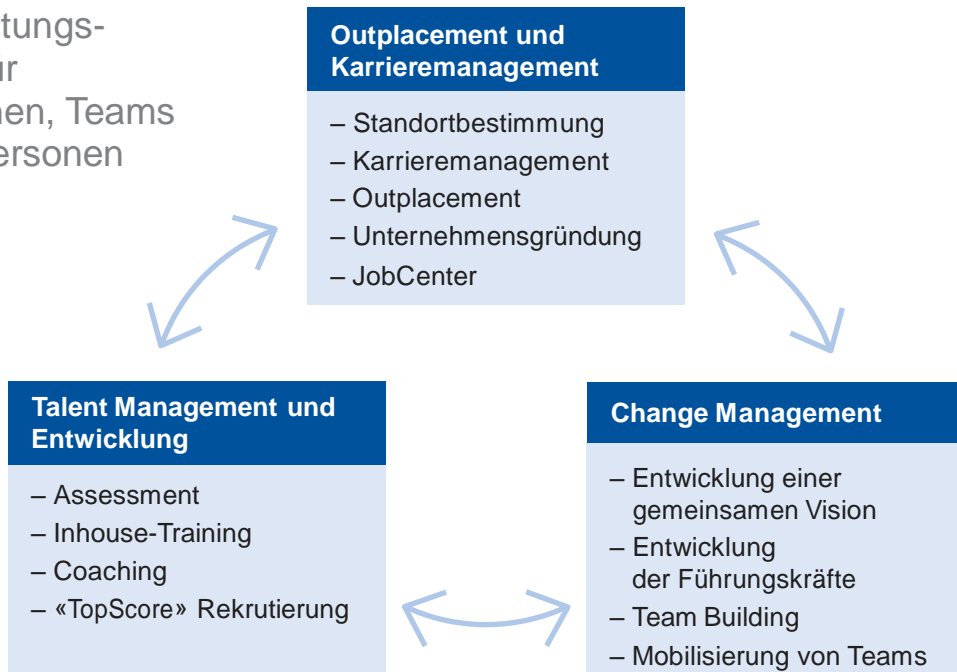 tungs-
ür
nen, Teams
ersonen
Outplacement und
Karrieremanagement
– Standortbestimmung
– Karrieremanagement
– Outplacement
– Unternehmensgründung
– JobCenter
Talent Management und
Entwicklung
– Assessment
– Inhouse-Training
– Coaching
– «TopScore» Rekrutierung
Change Management
– Entwicklung einer
gemeinsamen Vision
– Entwicklung
der Führungskräfte
– Team Building
– Mobilisierung von Teams